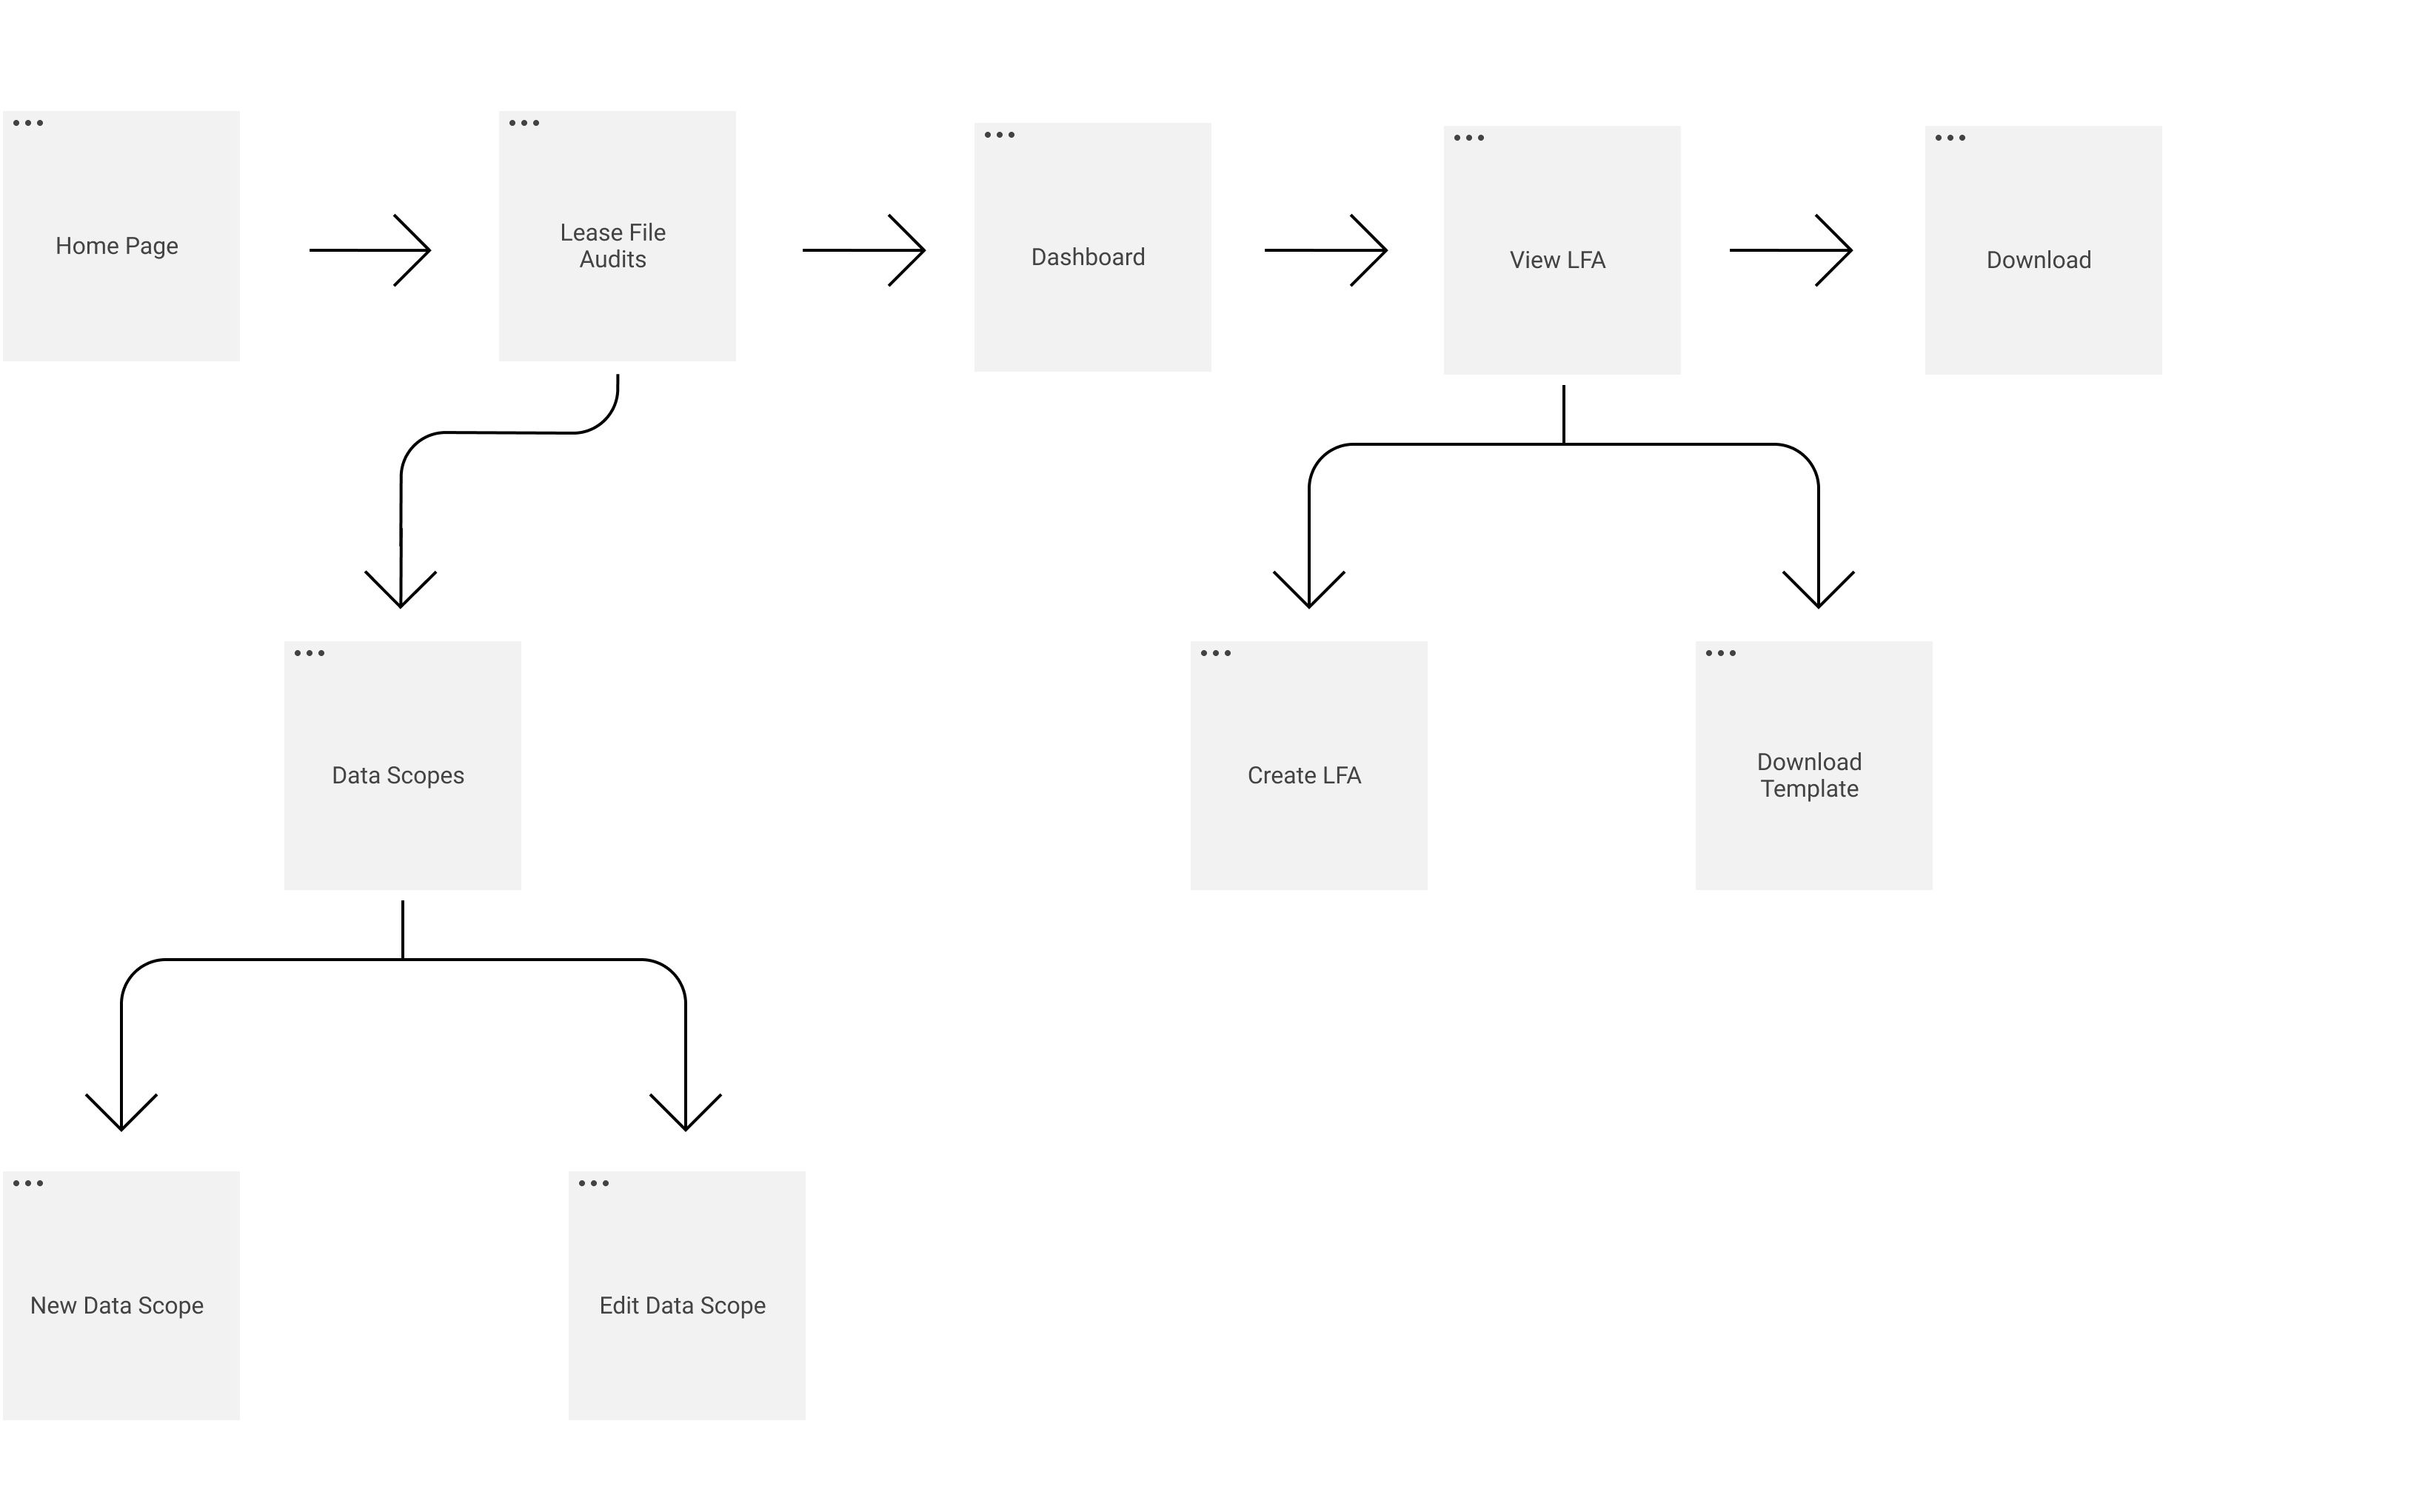 Home Page
Lease File
Audits
Dashboard
View LFA
Download
Data Scopes
Create LFA
Download
Template
New Data Scope
Edit Data Scope